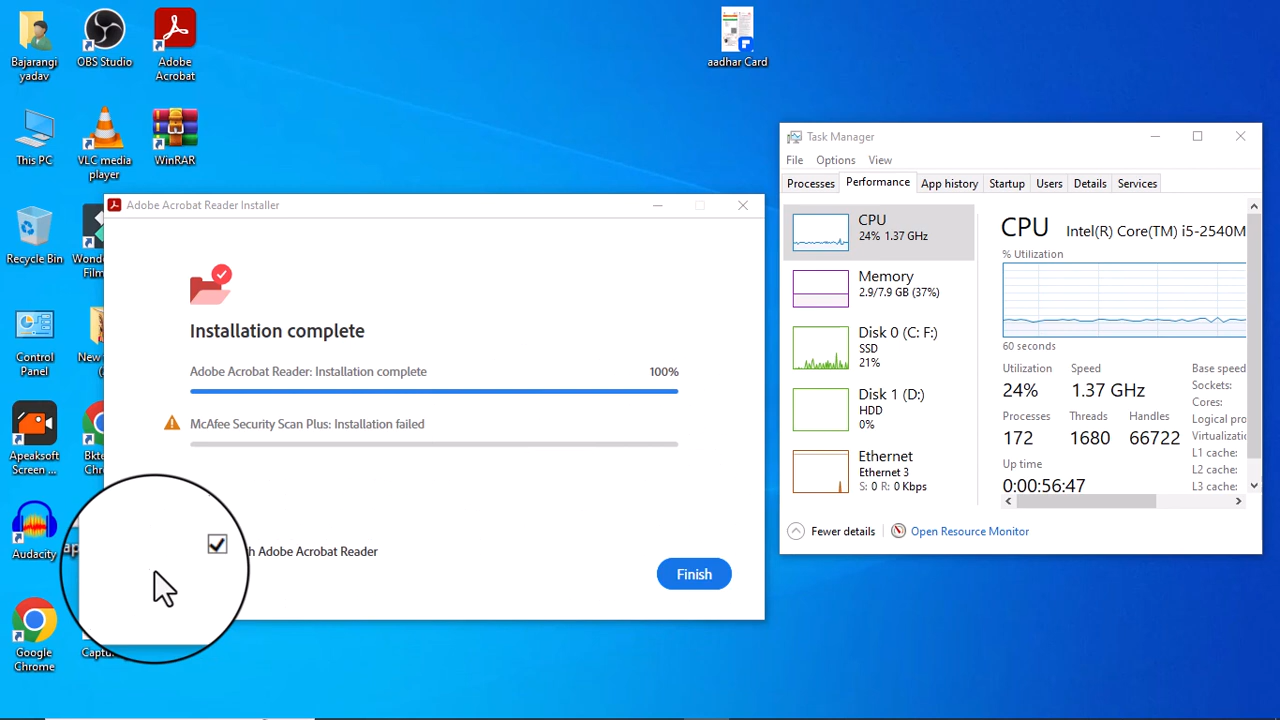 Bajarangi
yadav
OBS Studio
Adobe
Acrobat
aadhar Card
This PC
VLC media
player
WinRAR
Recycle Bin
Control
Panel
Apeaksoft
Screen ...
Audacity
Google
Chrome
Adobe Acrobat Reader Installer
Installation complete
Adobe Acrobat Reader: Installation complete
100%
McAfee Security Scan Plus: Installation failed
Adobe Acrobat Reader
Finish
Task Manager
File Options View
Processes Performance App history Startup Users Details Services
CPU
24% 1.37 GHz
Memory
2.9/7.9 GB (37%)
Disk 0 (C: F:)
SSD
21%
Disk 1 (D:)
HDD
0%
Ethernet
Ethernet 3
S: 0 R: 0 Kbps
CPU Intel(R) Core(TM) i5-2540M
% Utilization
60 seconds
Utilization Speed
24% 1.37 GHz
Processes Threads Handles
172 1680 66722
Up time
0:00:56:47
Base speed
Sockets:
Cores:
Logical pro
Virtualizatio
L1 cache:
L2 cache:
L3 cache:
Fewer details Open Resource Monitor